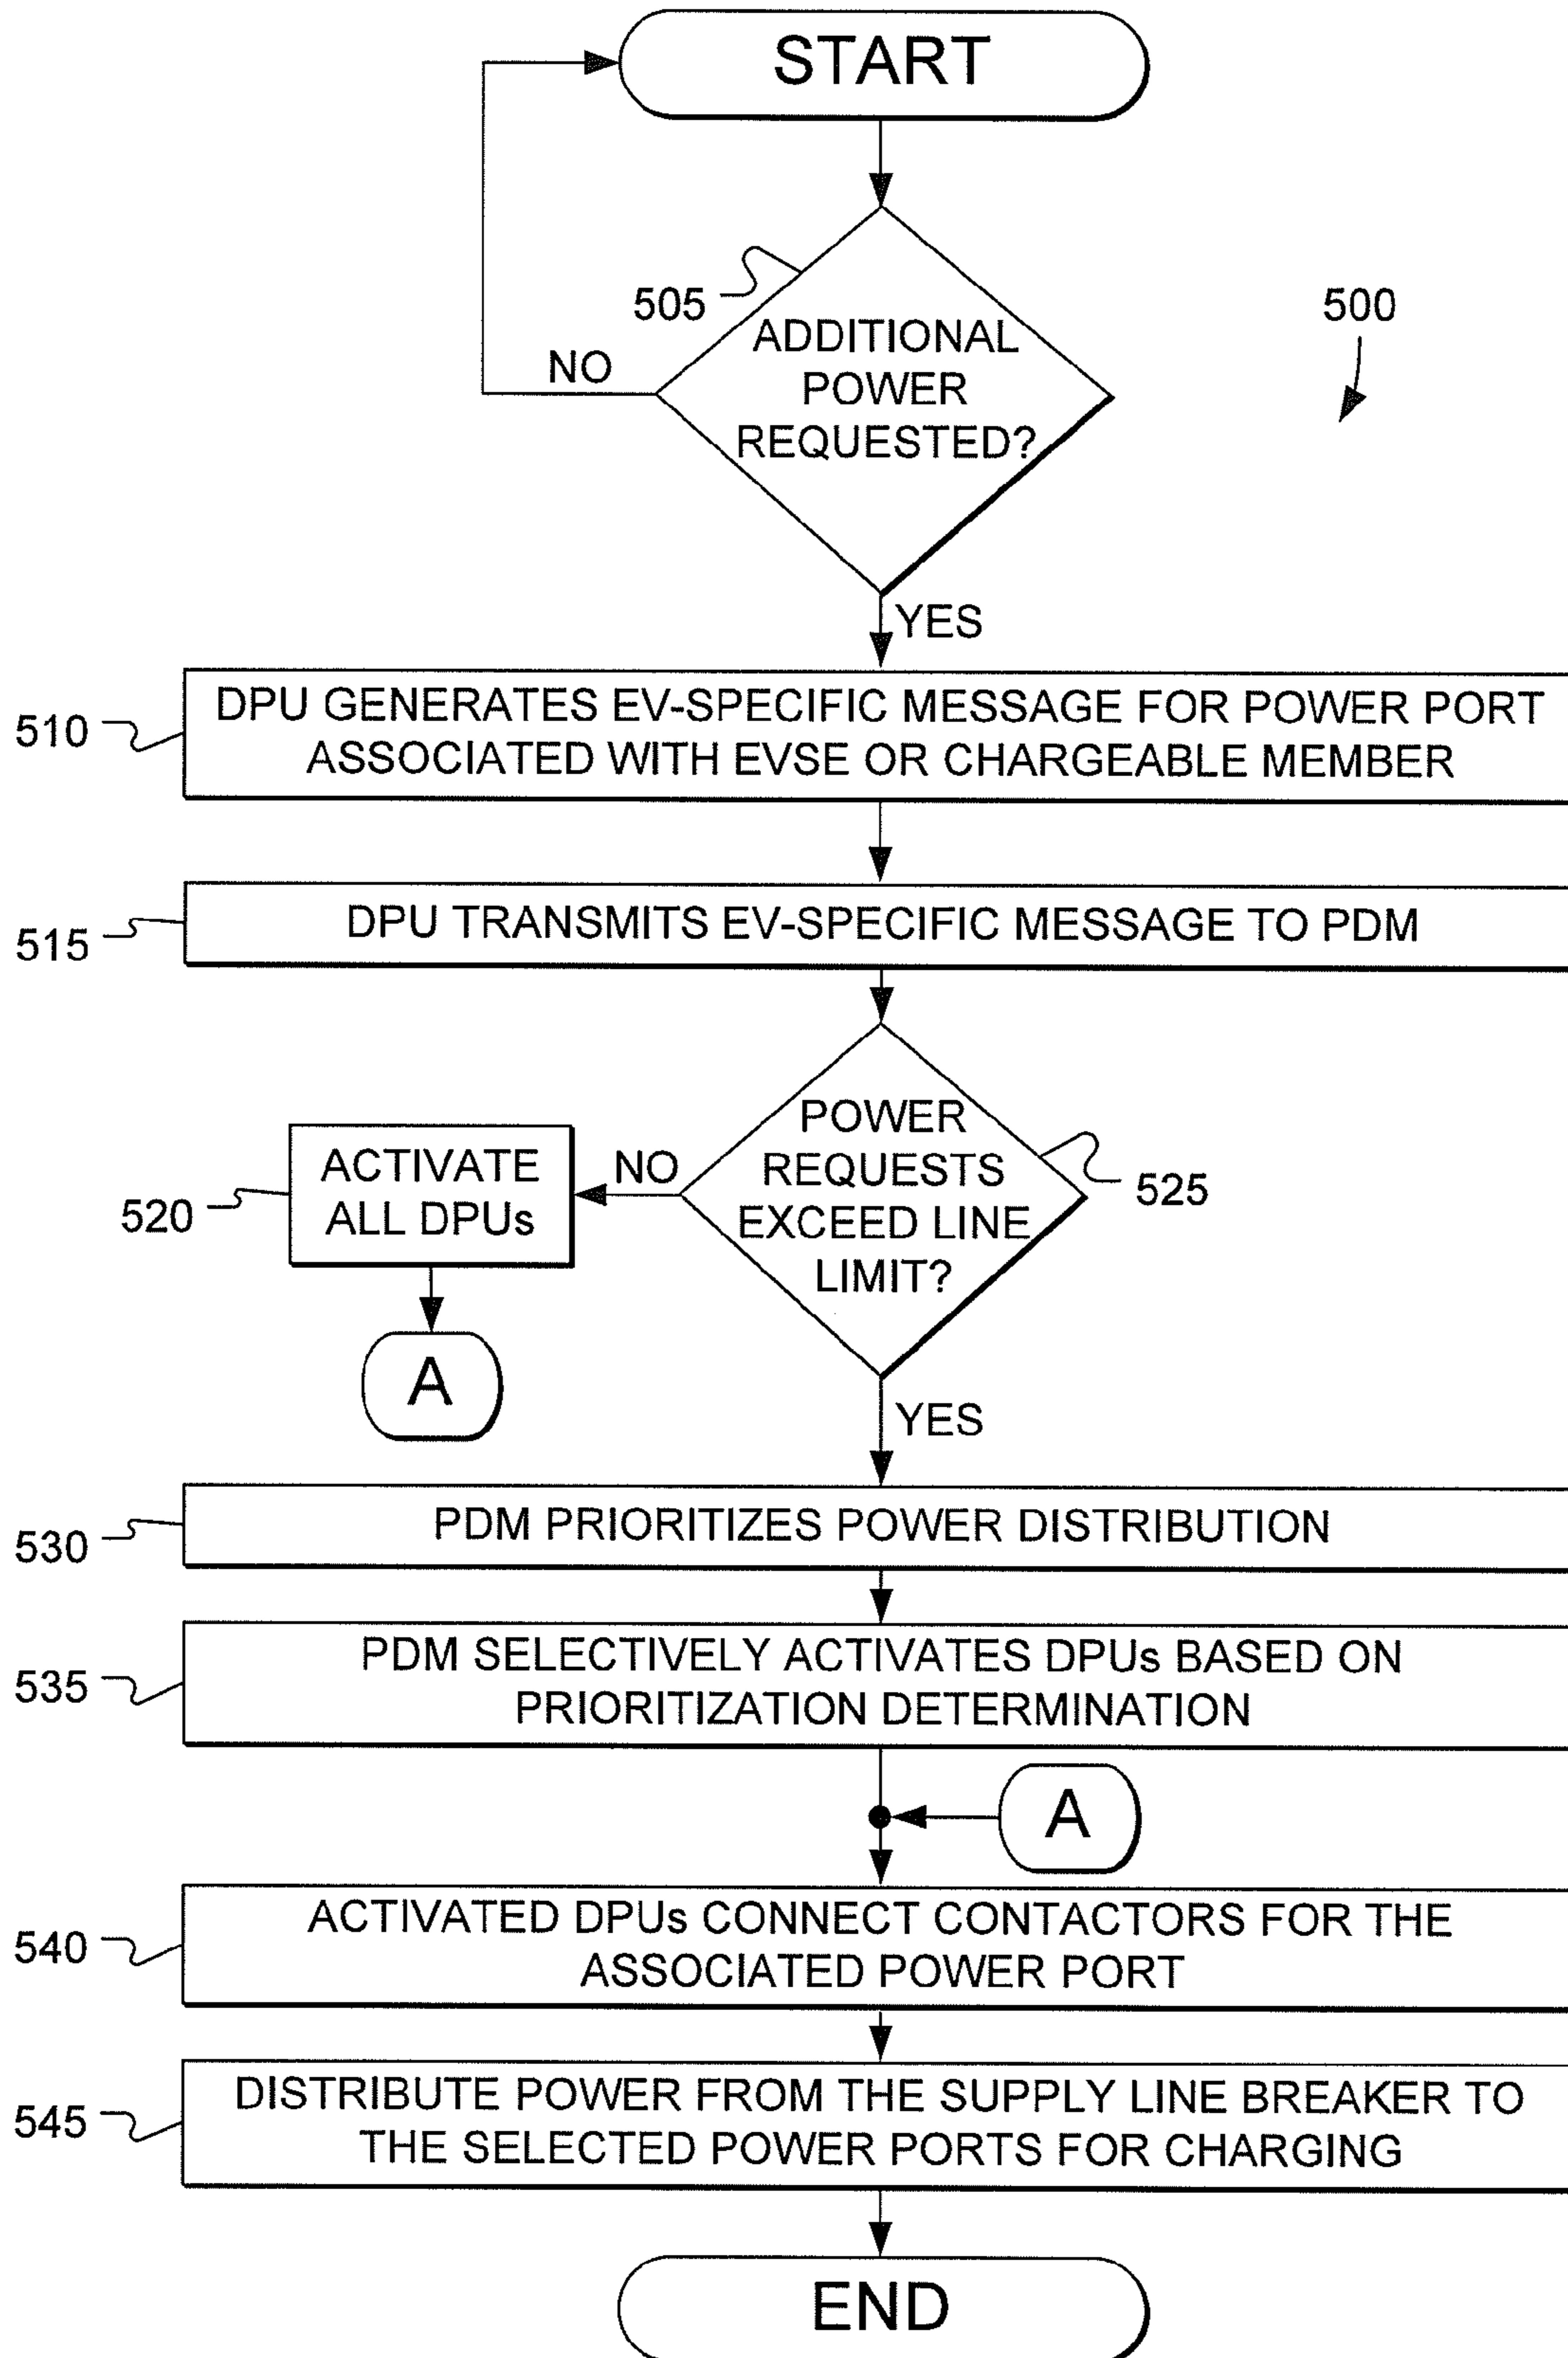 START
505
ADDITIONAL
POWER
REQUESTED?
500
NO
YES
510
DPU GENERATES EV-SPECIFIC MESSAGE FOR POWER PORT
ASSOCIATED WITH EVSE OR CHARGEABLE MEMBER
515
DPU TRANSMITS EV-SPECIFIC MESSAGE TO PDM
POWER
REQUESTS
EXCEED LINE
LIMIT?
525
NO
520
ACTIVATE
ALL DPUs
A
YES
530
PDM PRIORITIZES POWER DISTRIBUTION
535
PDM SELECTIVELY ACTIVATES DPUs BASED ON
PRIORITIZATION DETERMINATION
A
540
ACTIVATED DPUs CONNECT CONTACTORS FOR THE
ASSOCIATED POWER PORT
545
DISTRIBUTE POWER FROM THE SUPPLY LINE BREAKER TO
THE SELECTED POWER PORTS FOR CHARGING
END